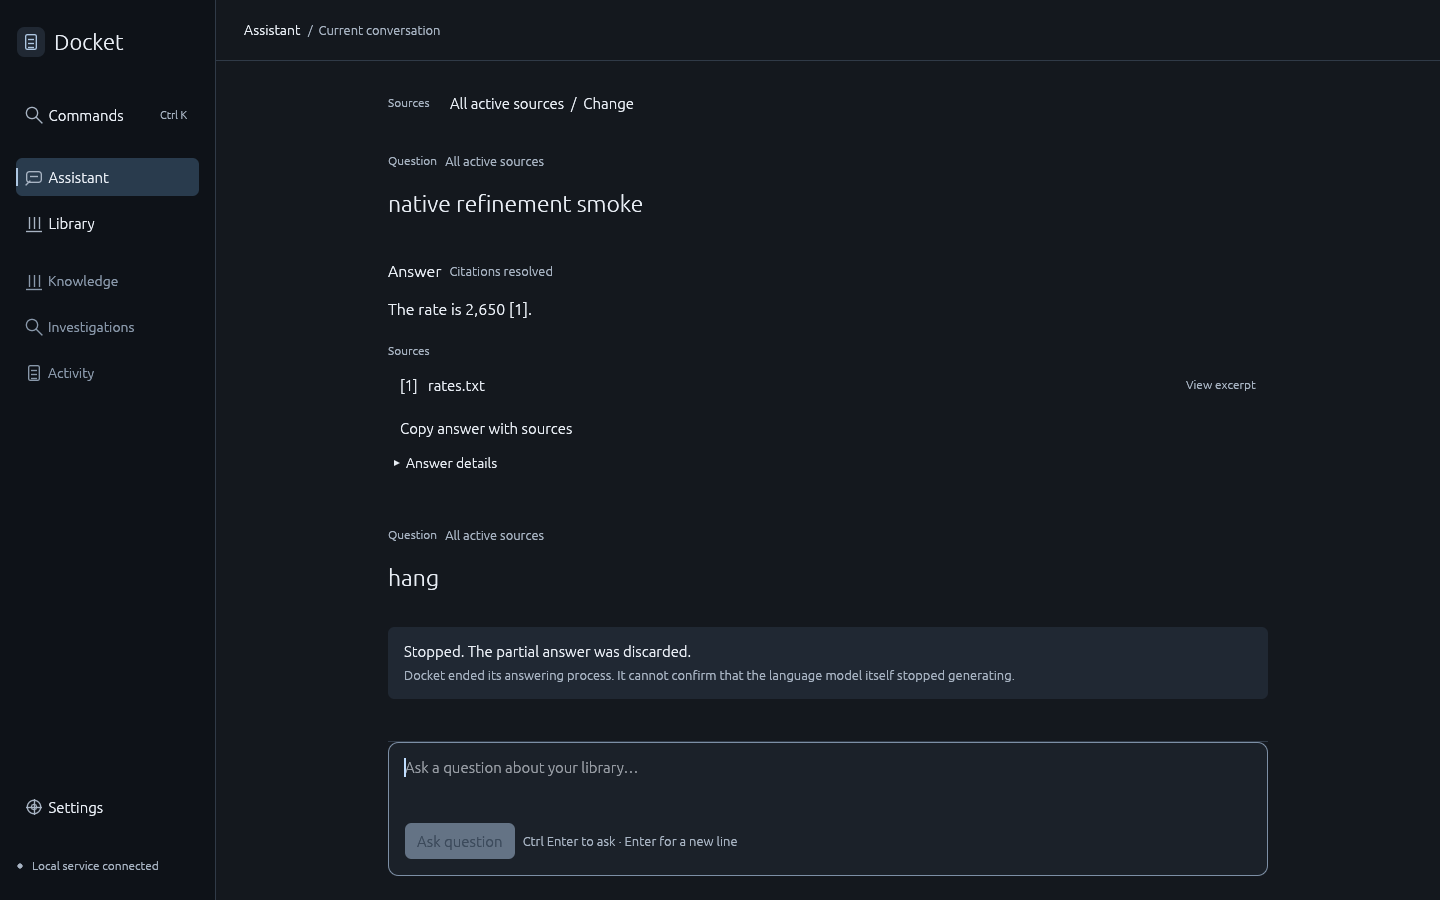 Docket
Commands Ctrl K
Assistant
Library
Knowledge
Investigations
Activity
Settings
Local service connected
Assistant / Current conversation
Sources All active sources / Change
Question All active sources
native refinement smoke
Answer Citations resolved
The rate is 2,650 [1].
Sources
[1] rates.txt View excerpt
Copy answer with sources
Answer details
Question All active sources
hang
Stopped. The partial answer was discarded.
Docket ended its answering process. It cannot confirm that the language model itself stopped generating.
Ask a question about your library…
Ask question Ctrl Enter to ask · Enter for a new line